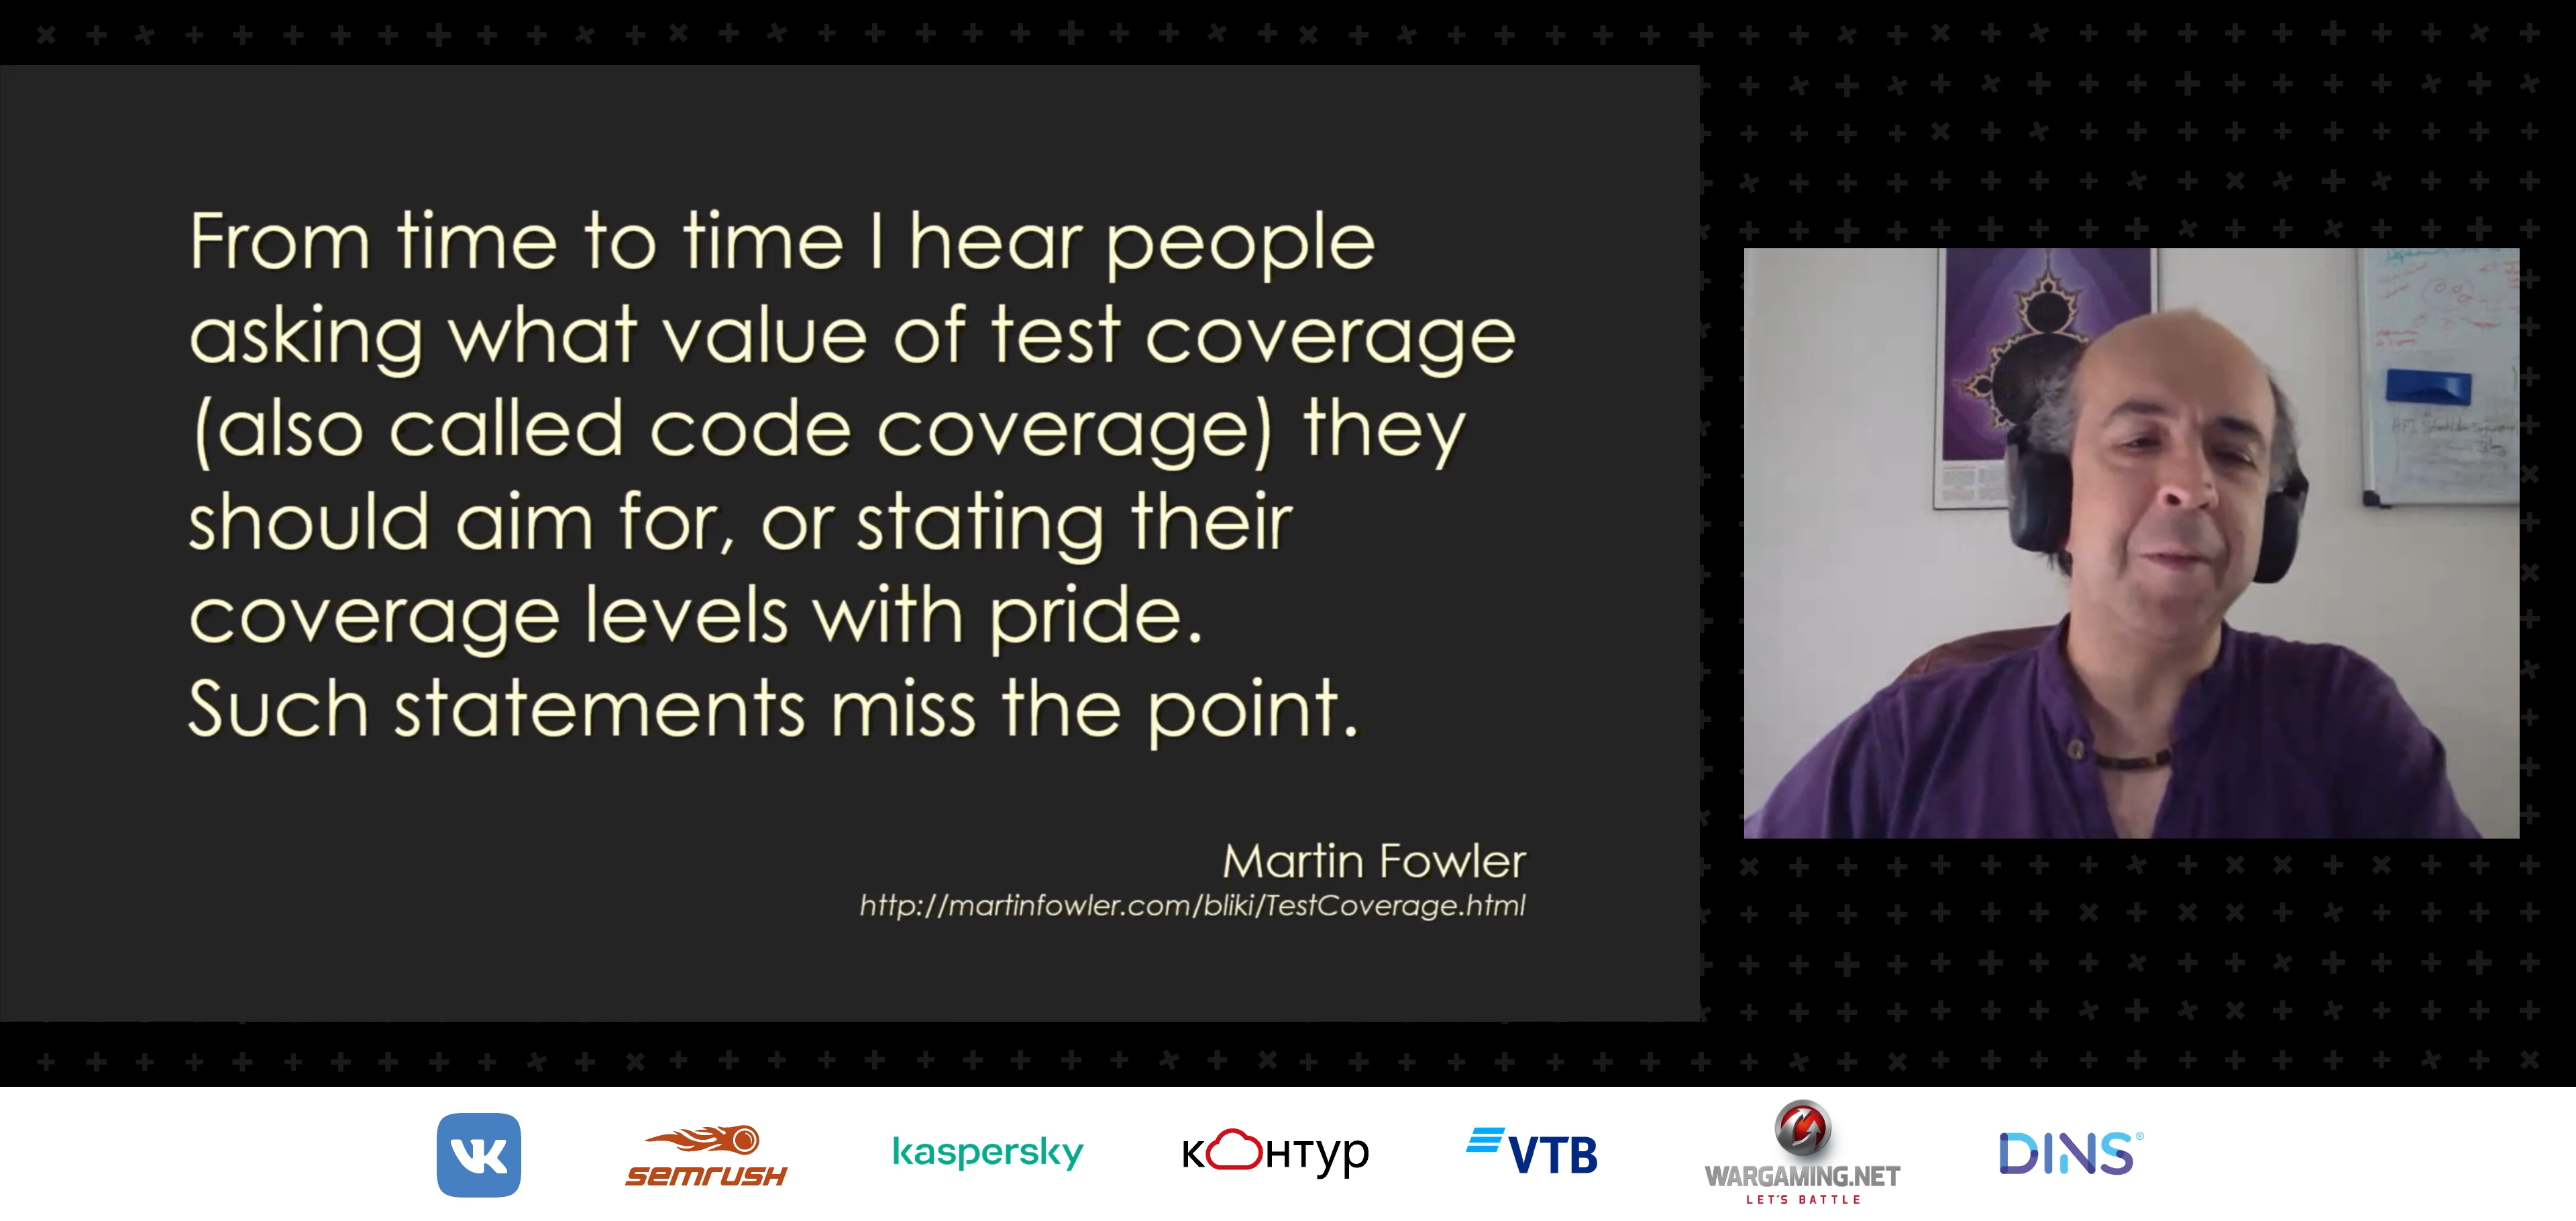 From time to time I hear people
asking what value of test coverage
(also called code coverage) they
should aim for, or stating their
coverage levels with pride.
Such statements miss the point.
Martin Fowler
http://martinfowler.com/bliki/TestCoverage.html
VK
SEMRUSH
kaspersky
контур
VTB
WARGAMING.NET
LET'S BATTLE
DINS®